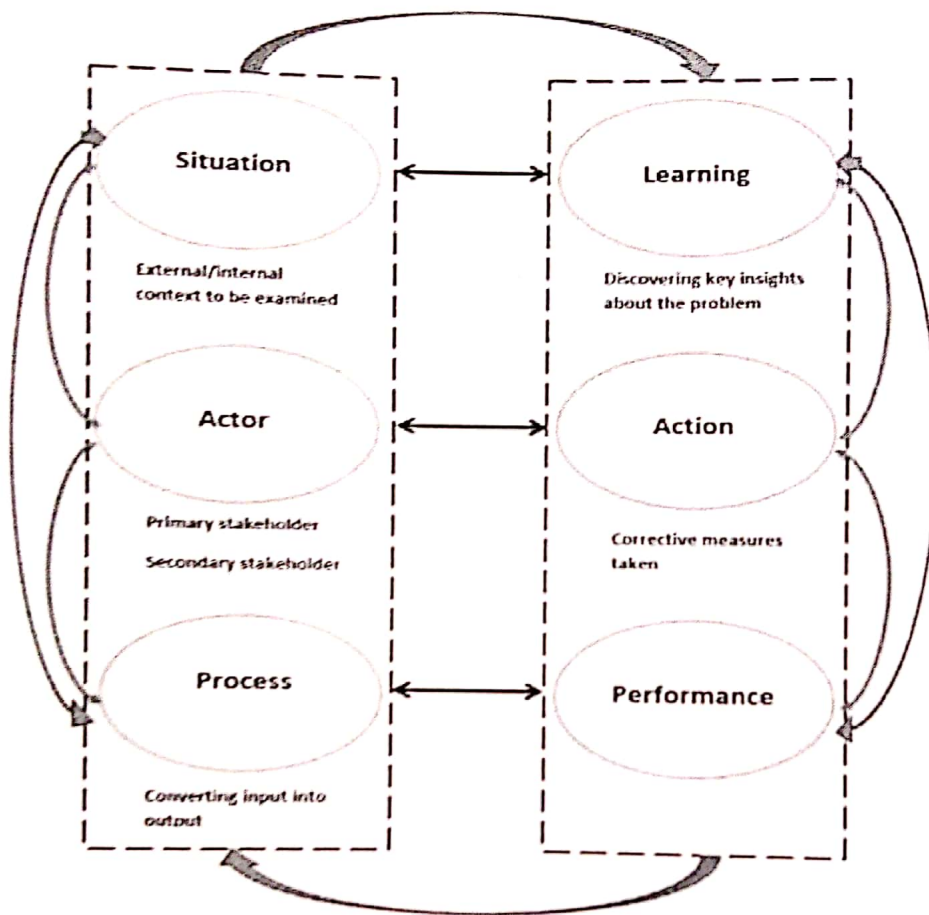 Situation
External/internal
context to be examined
Actor
Primary stakeholder
Secondary stakeholder
Process
Converting input into
output
Learning
Discovering key insights
about the problem
Action
Corrective measures
taken
Performance